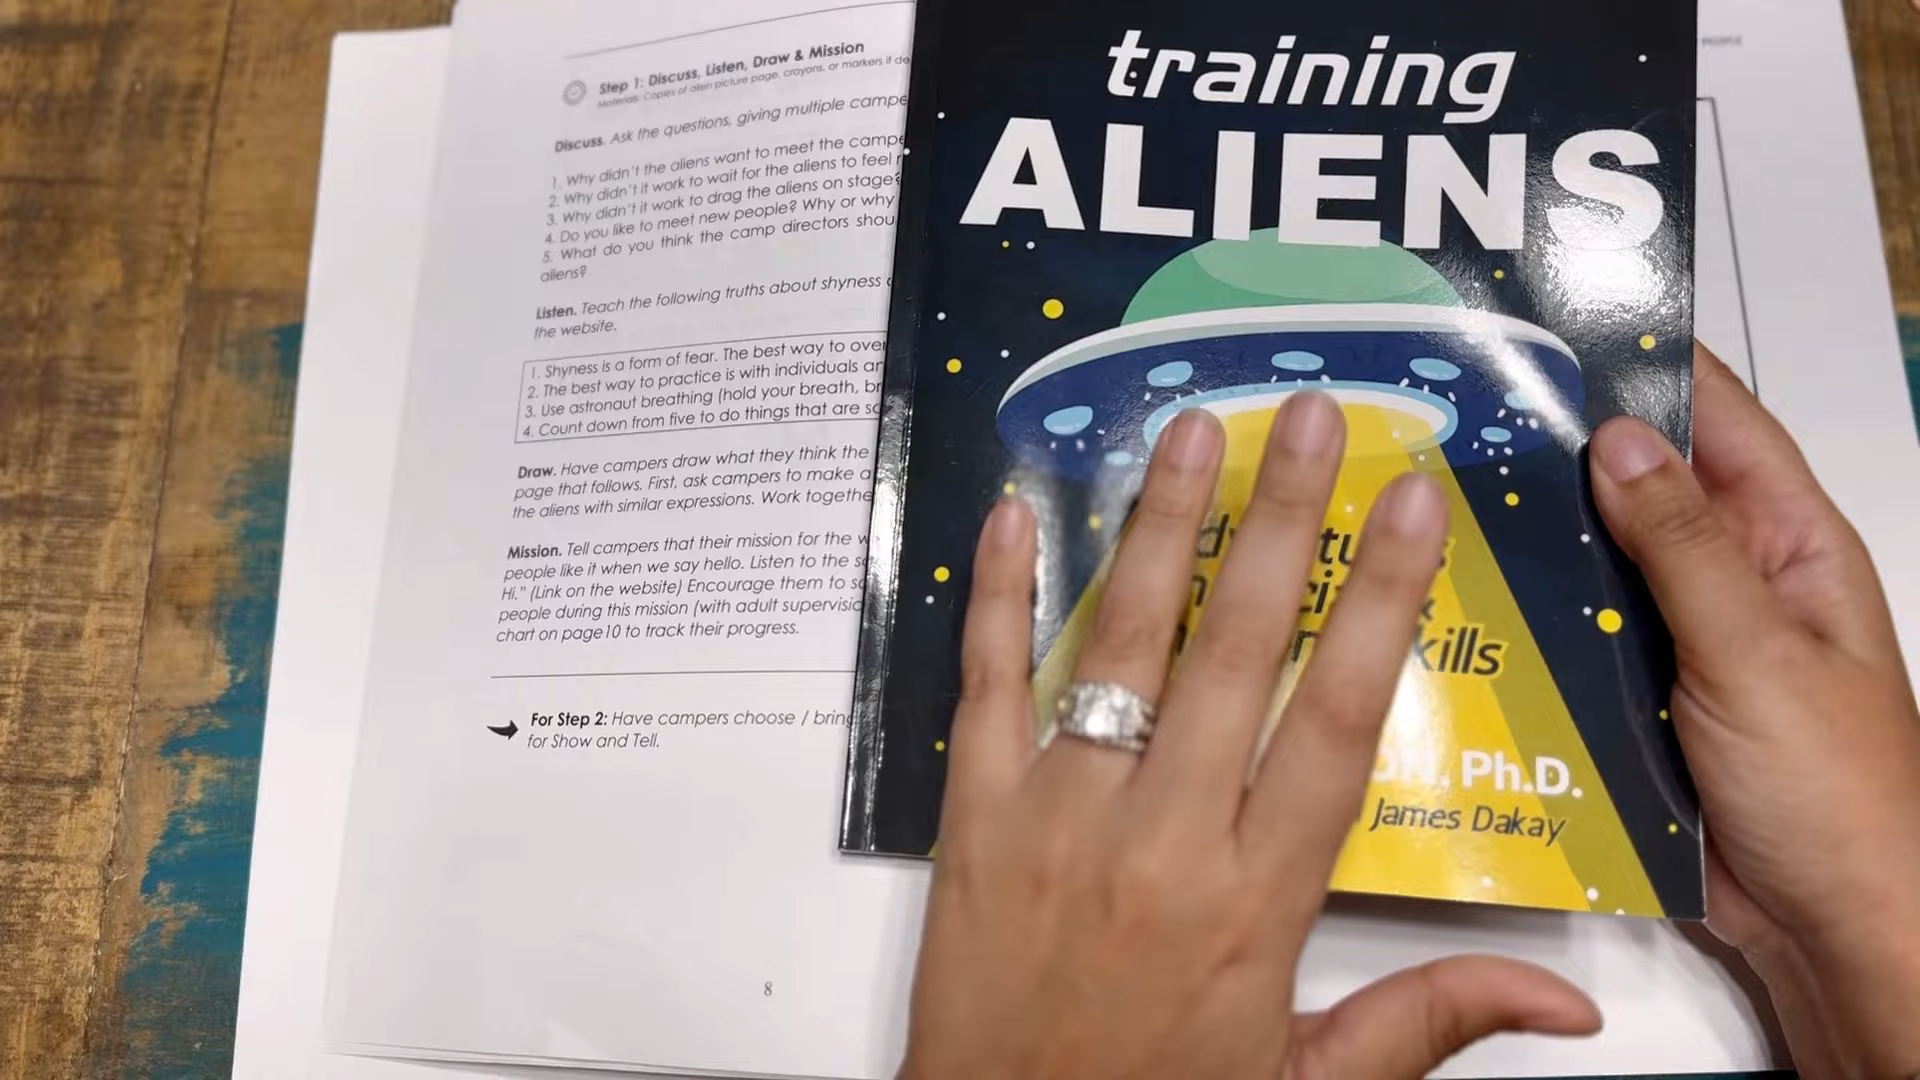 Step 1: Discuss, Listen, Draw & Mission
Materials: Copies of alien picture page, crayons, or markers if de
Discuss. Ask the questions, giving multiple campe
1. Why didn't the aliens want to meet the campe
2. Why didn't it work to wait for the aliens to feel r
3. Why didn't it work to drag the aliens on stage?
4. Do you like to meet new people? Why or why
5. What do you think the camp directors shou
aliens?
Listen. Teach the following truths about shyness
the website.
1. Shyness is a form of fear. The best way to over
2. The best way to practice is with individuals an
3. Use astronaut breathing (hold your breath, br
4. Count down from five to do things that are sc
Draw. Have campers draw what they think the
page that follows. First, ask campers to make a
the aliens with similar expressions. Work togethe
Mission. Tell campers that their mission for the w
people like it when we say hello. Listen to the so
Hi." (Link on the website) Encourage them to sa
people during this mission (with adult supervisio
chart on page10 to track their progress.
For Step 2: Have campers choose / bring
for Show and Tell.
8
training
ALIENS
kills
ON, Ph.D.
James Dakay
PEOPLE